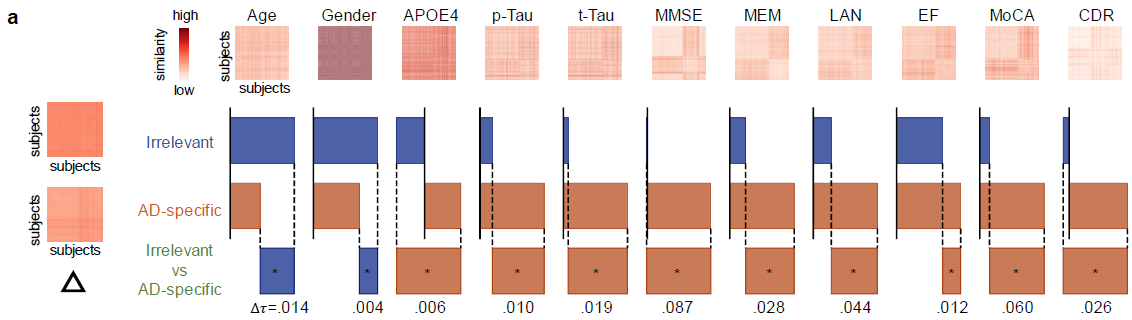 a
high
similarity
low
Age Gender APOE4 p-Tau t-Tau MMSE MEM LAN EF MoCA CDR
subjects
subjects
subjects
subjects
Irrelevant
subjects
subjects
AD-specific
Irrelevant
vs
AD-specific
* * * * * * * * * * *
Δτ=.014 .004 .006 .010 .019 .087 .028 .044 .012 .060 .026